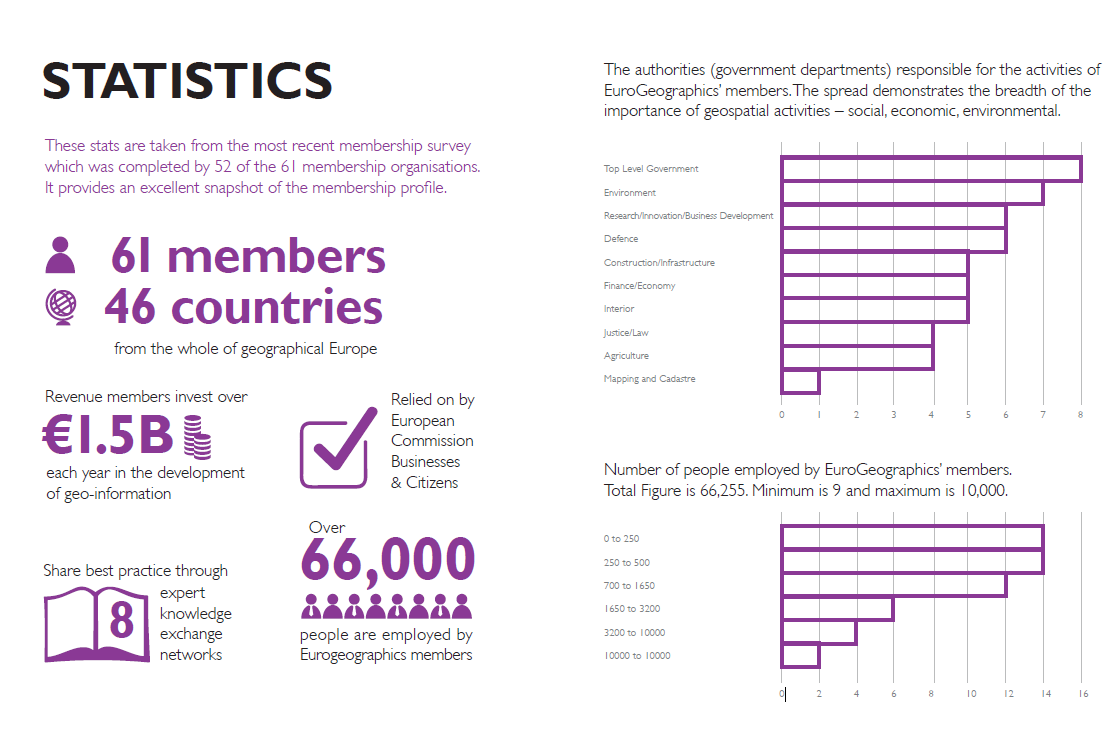 STATISTICS
These stats are taken from the most recent membership survey
which was completed by 52 of the 61 membership organisations.
It provides an excellent snapshot of the membership profile.
61 members
46 countries
from the whole of geographical Europe
Revenue members invest over
€1.5B
each year in the development
of geo-information
Relied on by
European
Commission
Businesses
& Citizens
Over
66,000
people are employed by
Eurogeographics members
Share best practice through
8
expert
knowledge
exchange
networks
The authorities (government departments) responsible for the activities of
EuroGeographics' members. The spread demonstrates the breadth of the
importance of geospatial activities – social, economic, environmental.
Top Level Government
Environment
Research/Innovation/Business Development
Defence
Construction/Infrastructure
Finance/Economy
Interior
Justice/Law
Agriculture
Mapping and Cadastre
0 1 2 3 4 5 6 7 8
Number of people employed by EuroGeographics' members.
Total Figure is 66,255. Minimum is 9 and maximum is 10,000.
0 to 250
250 to 500
700 to 1650
1650 to 3200
3200 to 10000
10000 to 10000
0 2 4 6 8 10 12 14 16